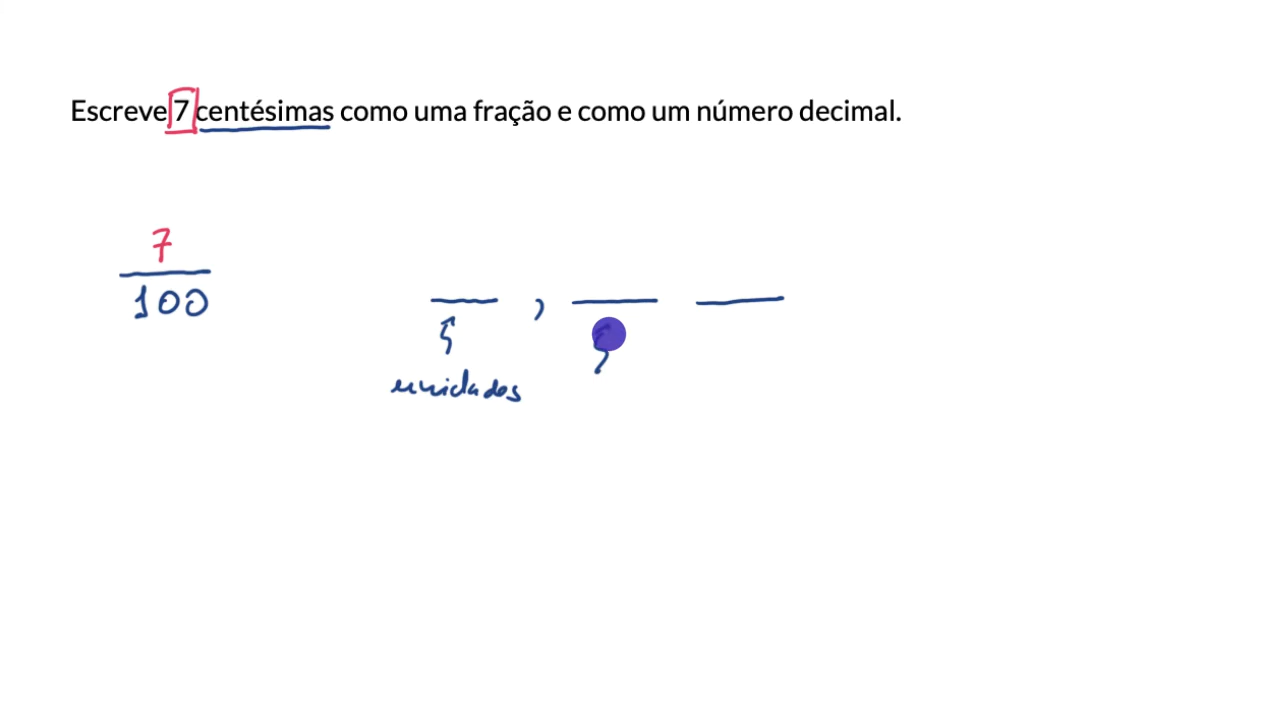 Escreve 7 centésimas como uma fração e como um número decimal.
7
100
,
unidades